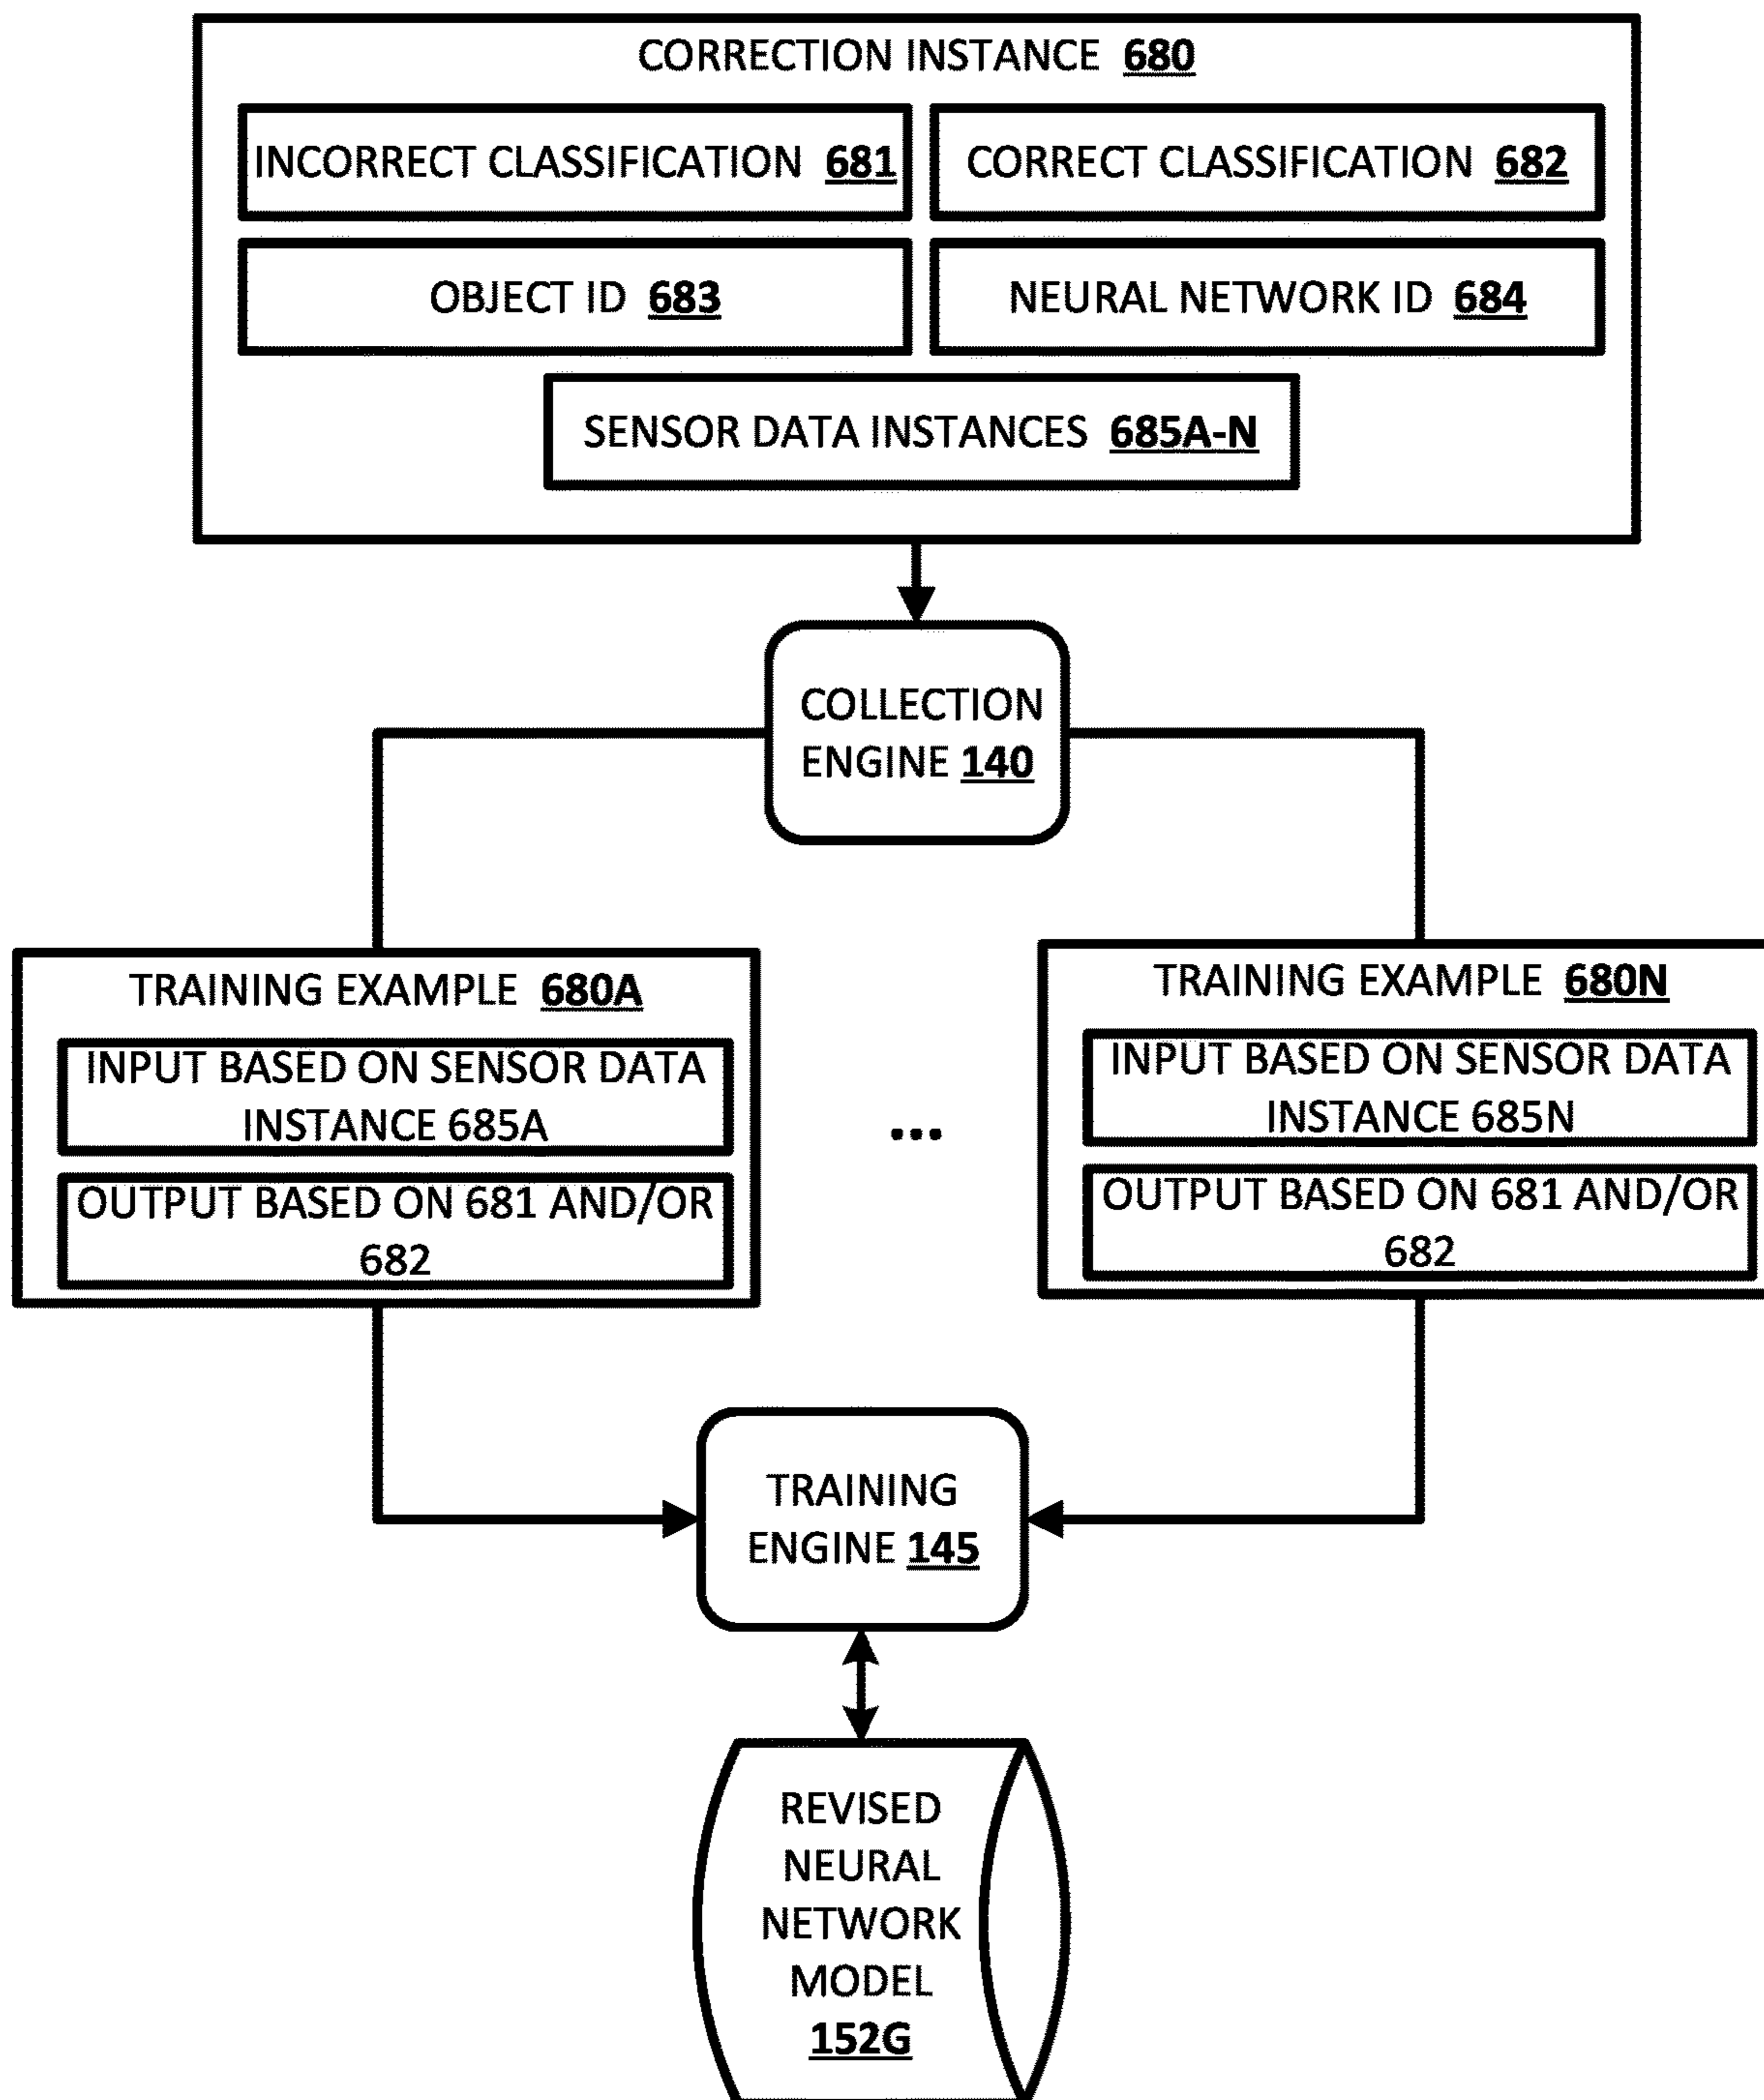 CORRECTION INSTANCE 680
INCORRECT CLASSIFICATION 681
CORRECT CLASSIFICATION 682
OBJECT ID 683
NEURAL NETWORK ID 684
SENSOR DATA INSTANCES 685A-N
COLLECTION
ENGINE 140
TRAINING EXAMPLE 680A
INPUT BASED ON SENSOR DATA
INSTANCE 685A
OUTPUT BASED ON 681 AND/OR
682
...
TRAINING EXAMPLE 680N
INPUT BASED ON SENSOR DATA
INSTANCE 685N
OUTPUT BASED ON 681 AND/OR
682
TRAINING
ENGINE 145
REVISED
NEURAL
NETWORK
MODEL
152G